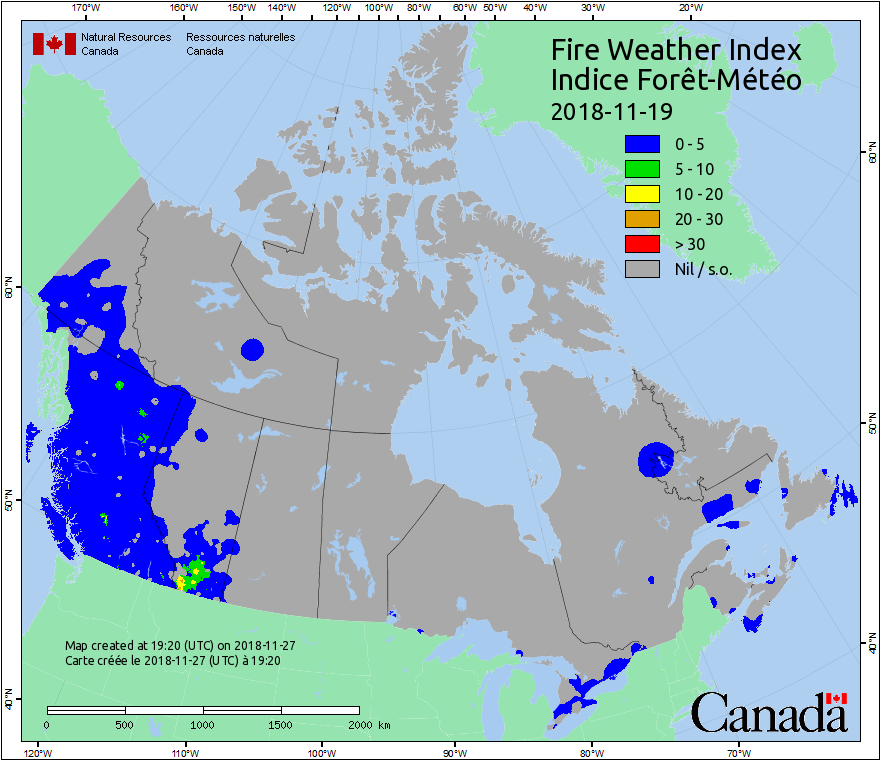 170°W 160°W 150°W 140°W 130°W 120°W 110°W 100°W 90°W 80°W 60°W 50°W 40°W 30°W 20°W
Natural Resources Ressources naturelles
Canada Canada
Fire Weather Index
Indice Forêt-Météo
2018-11-19
0 - 5
5 - 10
10 - 20
20 - 30
> 30
Nil / s.o.
60°N
60°N
50°N
50°N
40°N
40°N
Map created at 19:20 (UTC) on 2018-11-27
Carte créée le 2018-11-27 (UTC) à 19:20
0 500 1000 1500 2000 km
Canada
120°W 110°W 100°W 90°W 80°W 70°W